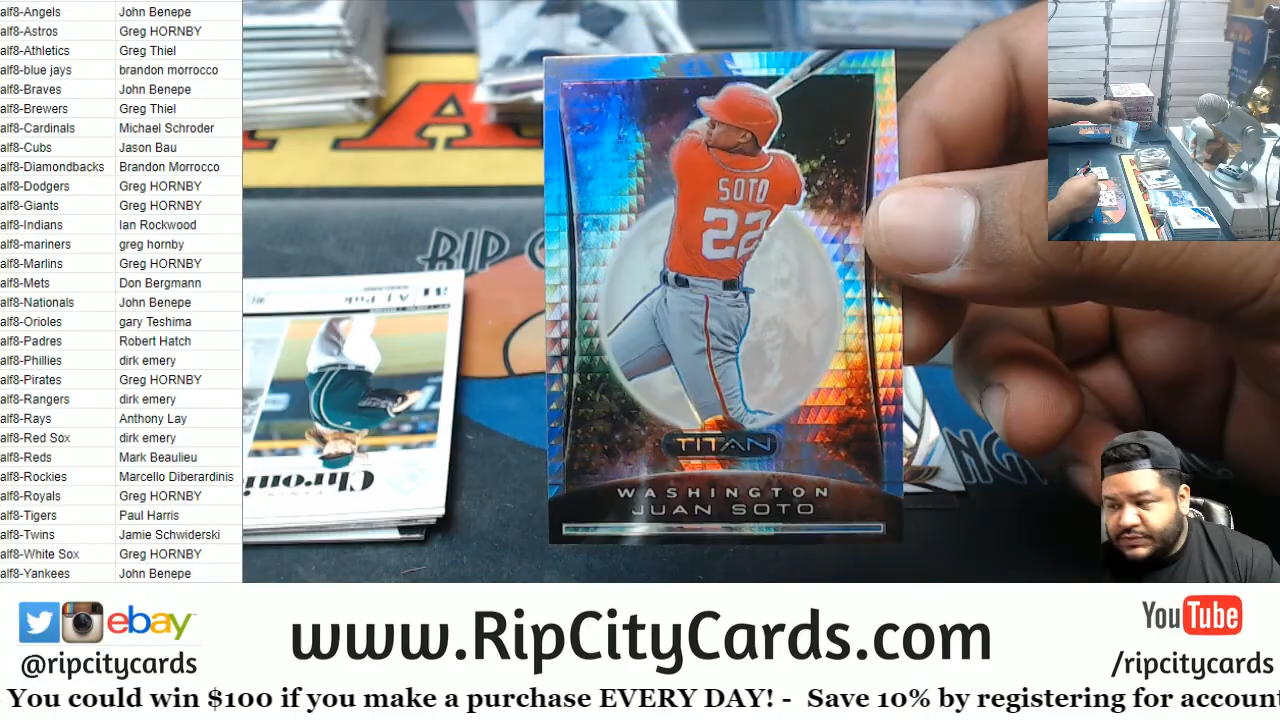 alf8-Angels John Benepe
alf8-Astros Greg HORNBY
alf8-Athletics Greg Thiel
alf8-blue jays brandon morrocco
alf8-Braves John Benepe
alf8-Brewers Greg Thiel
alf8-Cardinals Michael Schroder
alf8-Cubs Jason Bau
alf8-Diamondbacks Brandon Morrocco
alf8-Dodgers Greg HORNBY
alf8-Giants Greg HORNBY
alf8-Indians Ian Rockwood
alf8-mariners greg hornby
alf8-Marlins Greg HORNBY
alf8-Mets Don Bergmann
alf8-Nationals John Benepe
alf8-Orioles gary Teshima
alf8-Padres Robert Hatch
alf8-Phillies dirk emery
alf8-Pirates Greg HORNBY
alf8-Rangers dirk emery
alf8-Rays Anthony Lay
alf8-Red Sox dirk emery
alf8-Reds Mark Beaulieu
alf8-Rockies Marcello Diberardinis
alf8-Royals Greg HORNBY
alf8-Tigers Paul Harris
alf8-Twins Jamie Schwiderski
alf8-White Sox Greg HORNBY
alf8-Yankees John Benepe
RIP
SOTO
22
TITAN
WASHINGTON
JUAN SOTO
AJ Puk
Chroni
ebay
@ripcitycards
www.RipCityCards.com
YouTube
/ripcitycards
- You could win $100 if you make a purchase EVERY DAY! - Save 10% by registering for accoun